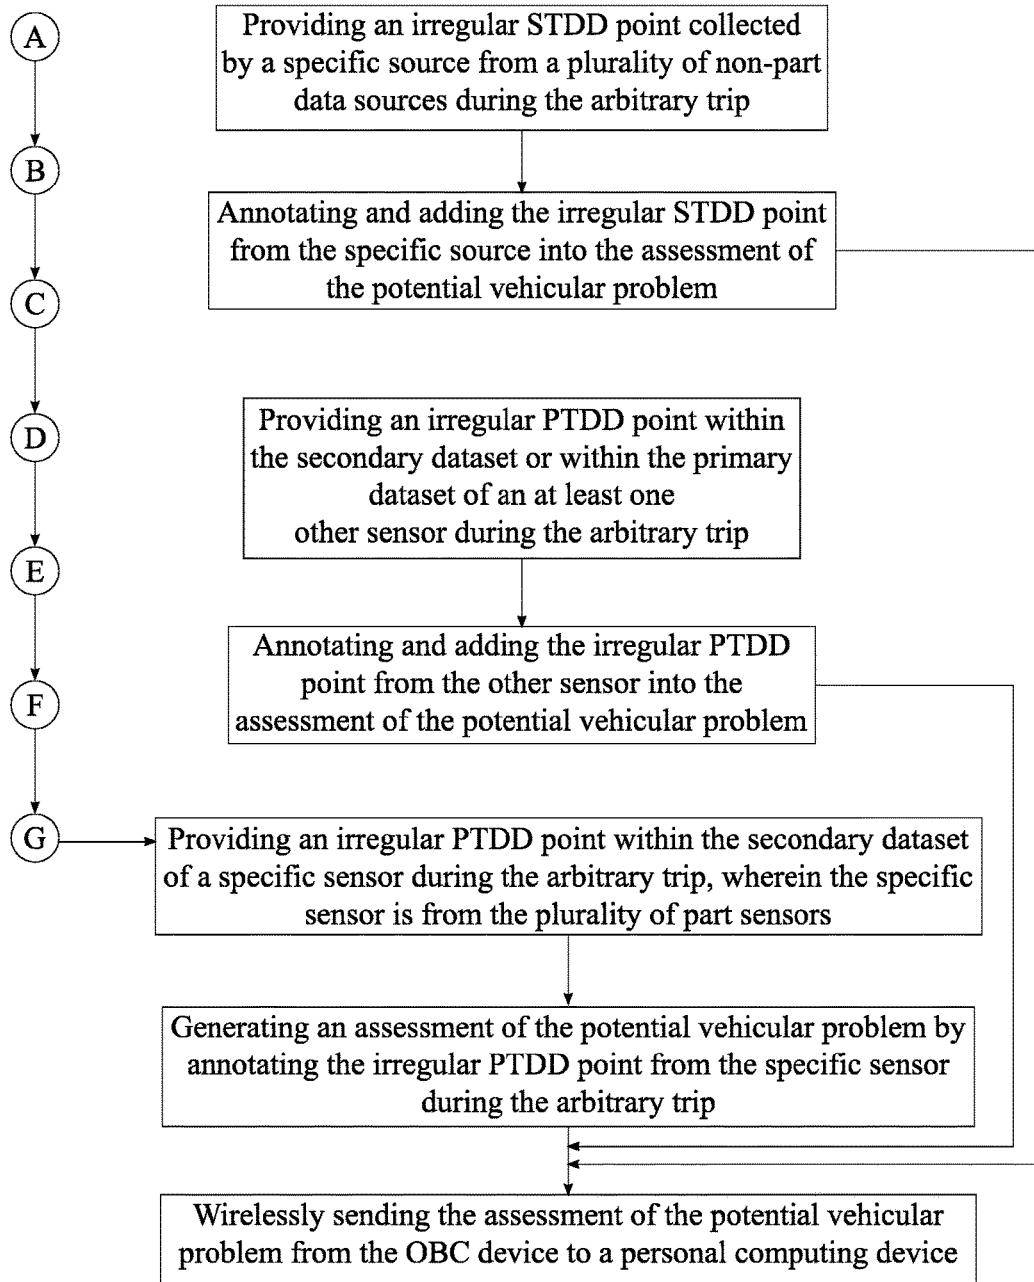 A
Providing an irregular STDD point collected
by a specific source from a plurality of non-part
data sources during the arbitrary trip
B
Annotating and adding the irregular STDD point
from the specific source into the assessment of
the potential vehicular problem
C
D
Providing an irregular PTDD point within
the secondary dataset or within the primary
dataset of an at least one
other sensor during the arbitrary trip
E
Annotating and adding the irregular PTDD
point from the other sensor into the
assessment of the potential vehicular problem
F
G
Providing an irregular PTDD point within the secondary dataset
of a specific sensor during the arbitrary trip, wherein the specific
sensor is from the plurality of part sensors
Generating an assessment of the potential vehicular problem by
annotating the irregular PTDD point from the specific sensor
during the arbitrary trip
Wirelessly sending the assessment of the potential vehicular
problem from the OBC device to a personal computing device